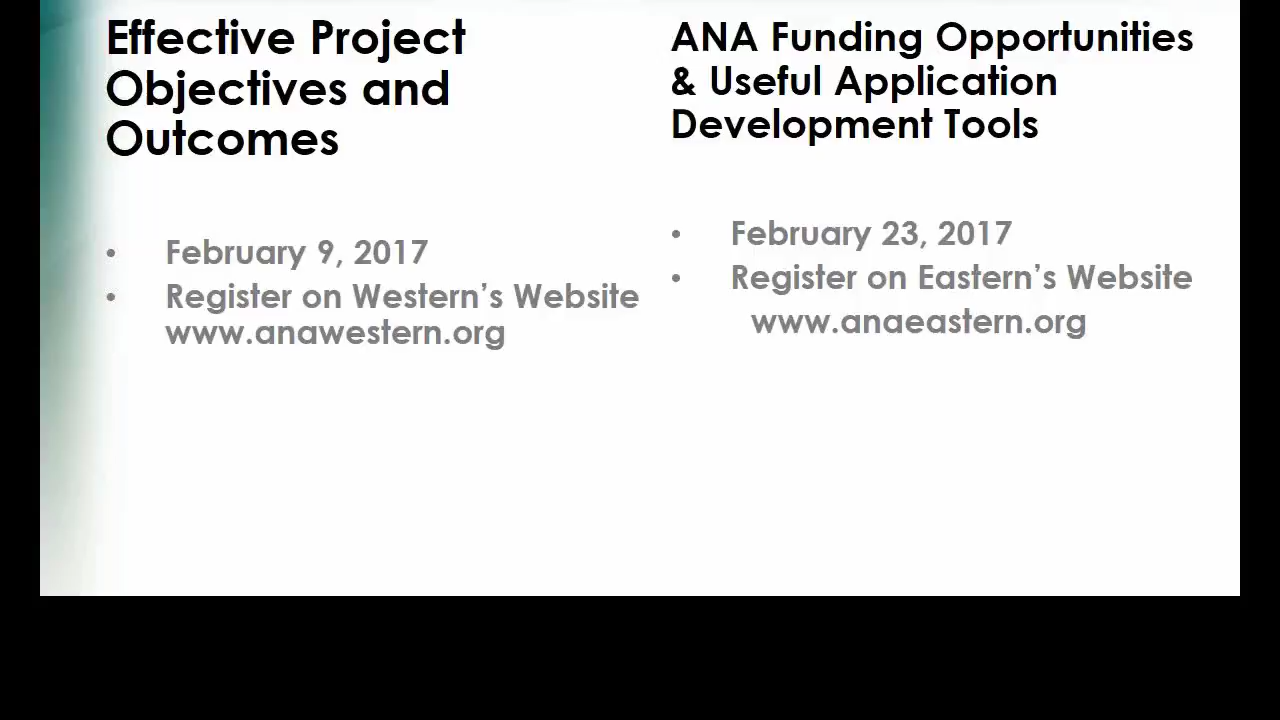 Effective Project
Objectives and
Outcomes
• February 9, 2017
• Register on Western’s Website
www.anawestern.org
ANA Funding Opportunities
& Useful Application
Development Tools
• February 23, 2017
• Register on Eastern’s Website
www.anaeastern.org